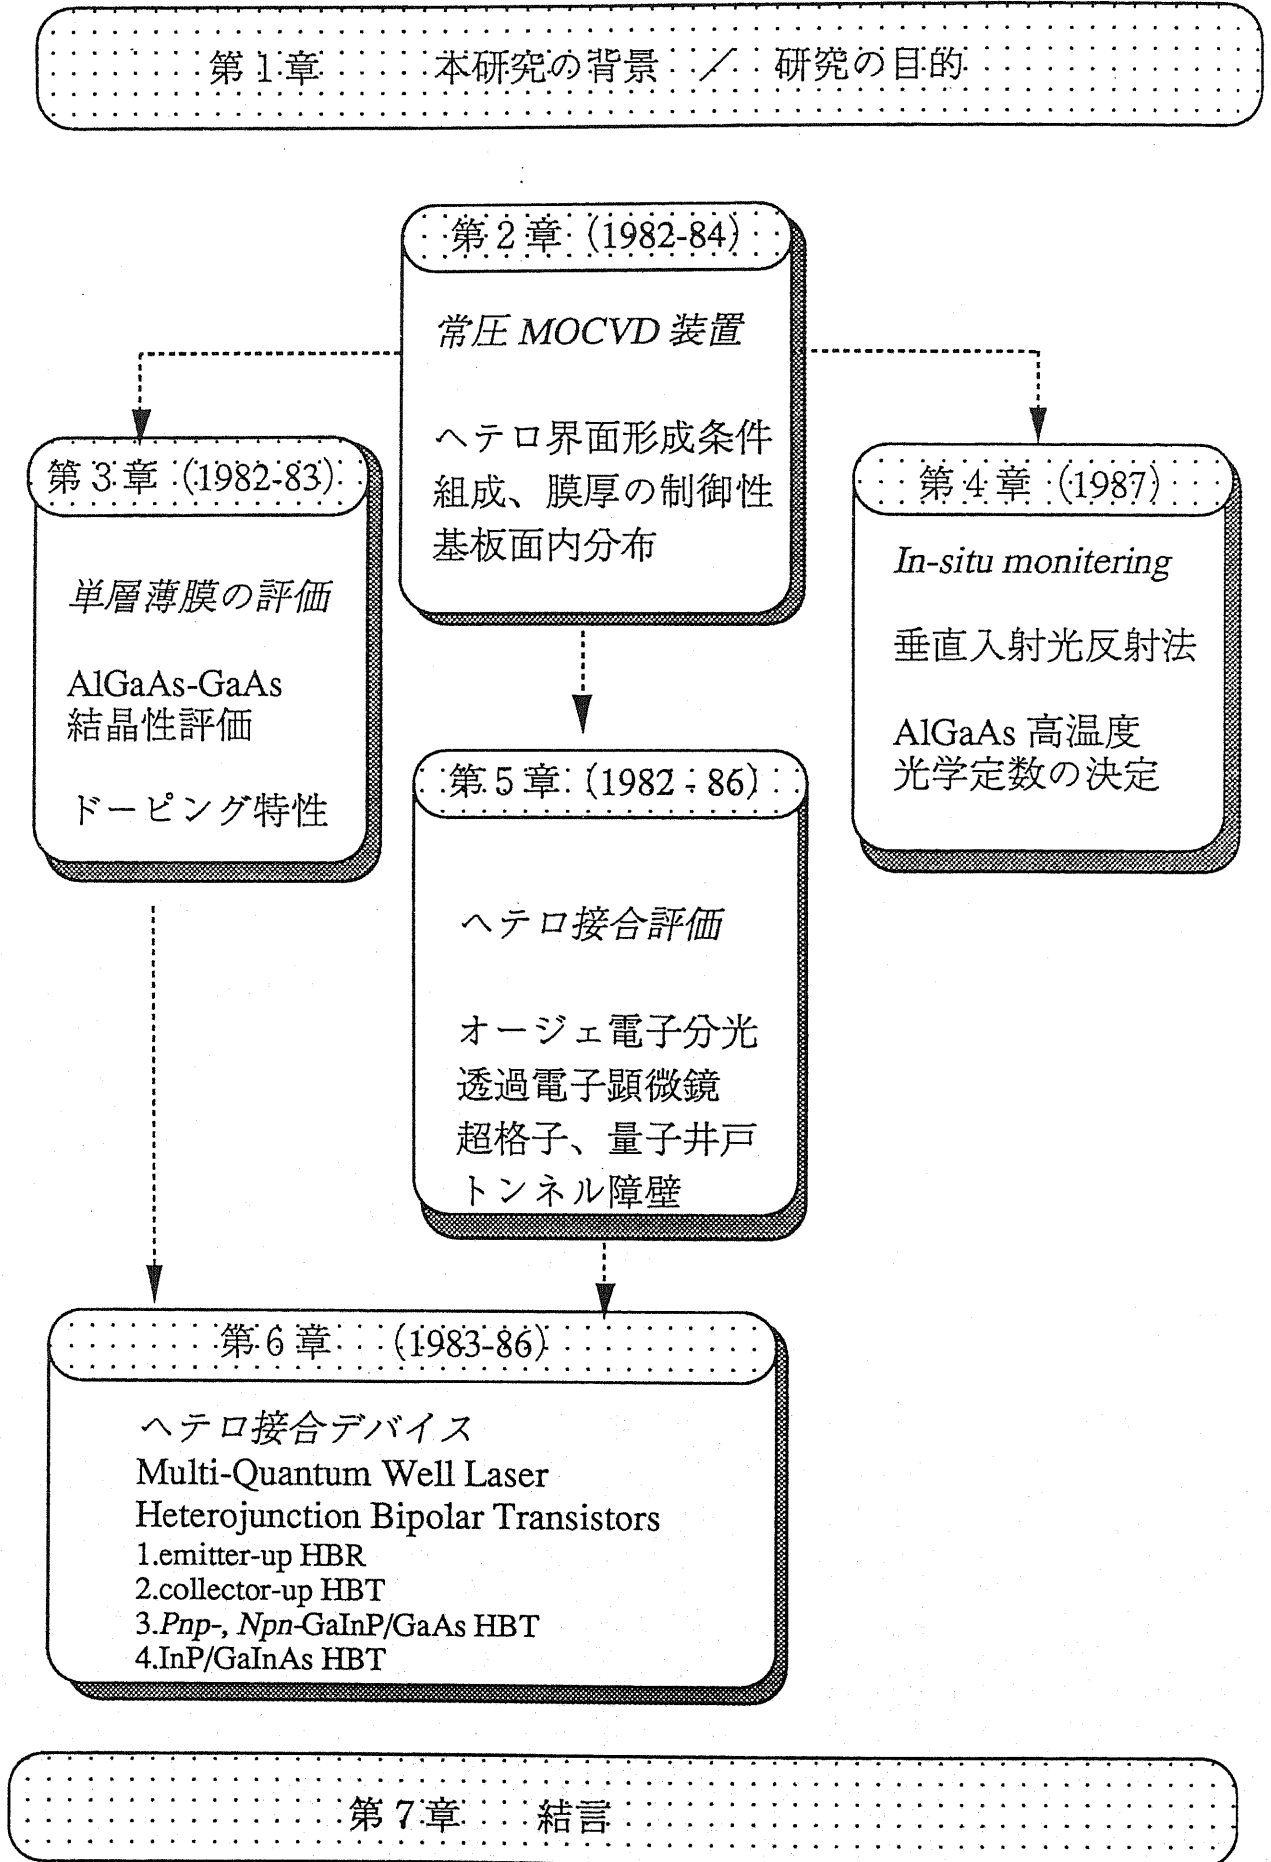 第1章 本研究の背景 ／ 研究の目的
第2章 (1982-84)
常圧 MOCVD 装置
ヘテロ界面形成条件
組成、膜厚の制御性
基板面内分布
第3章 (1982-83)
単層薄膜の評価
AlGaAs-GaAs
結晶性評価
ドーピング特性
第4章 (1987)
In-situ monitering
垂直入射光反射法
AlGaAs 高温度
光学定数の決定
第5章 (1982 - 86)
ヘテロ接合評価
オージェ電子分光
透過電子顕微鏡
超格子、量子井戸
トンネル障壁
第6章 (1983-86)
ヘテロ接合デバイス
Multi-Quantum Well Laser
Heterojunction Bipolar Transistors
1.emitter-up HBR
2.collector-up HBT
3.Pnp-, Npn-GaInP/GaAs HBT
4.InP/GaInAs HBT
第7章 結言